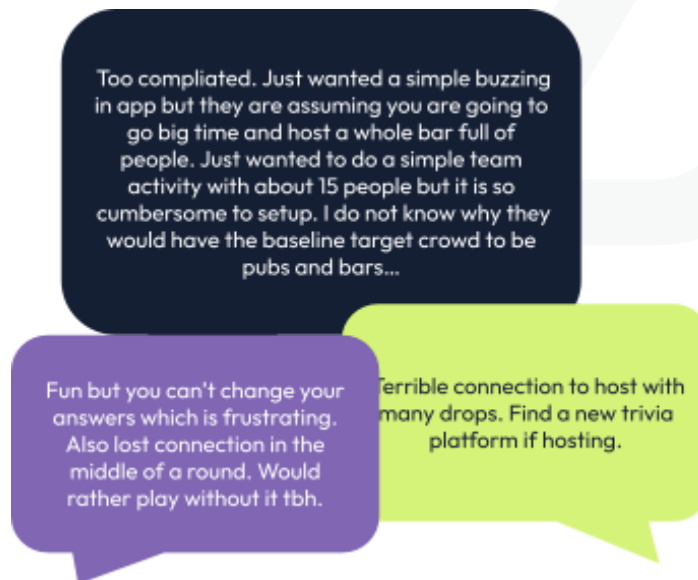 Too compliated. Just wanted a simple buzzing
in app but they are assuming you are going to
go big time and host a whole bar full of
people. Just wanted to do a simple team
activity with about 15 people but it is so
cumbersome to setup. I do not know why they
would have the baseline target crowd to be
pubs and bars...
Fun but you can't change your
answers which is frustrating.
Also lost connection in the
middle of a round. Would
rather play without it tbh.
Terrible connection to host with
many drops. Find a new trivia
platform if hosting.